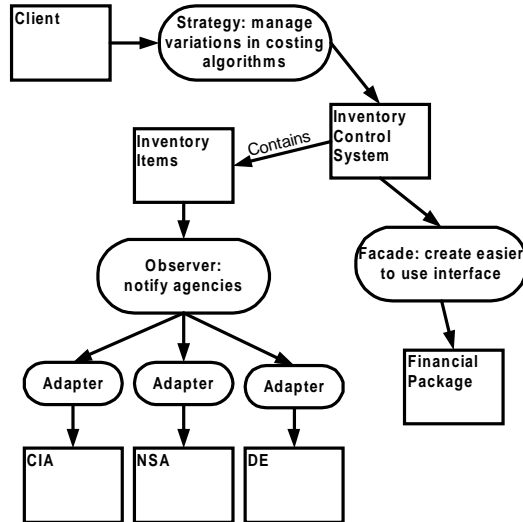 Client
Strategy: manage
variations in costing
algorithms
Inventory
Control
System
Contains
Inventory
Items
Observer:
notify agencies
Facade: create easier
to use interface
Adapter
Adapter
Adapter
Financial
Package
CIA
NSA
DE